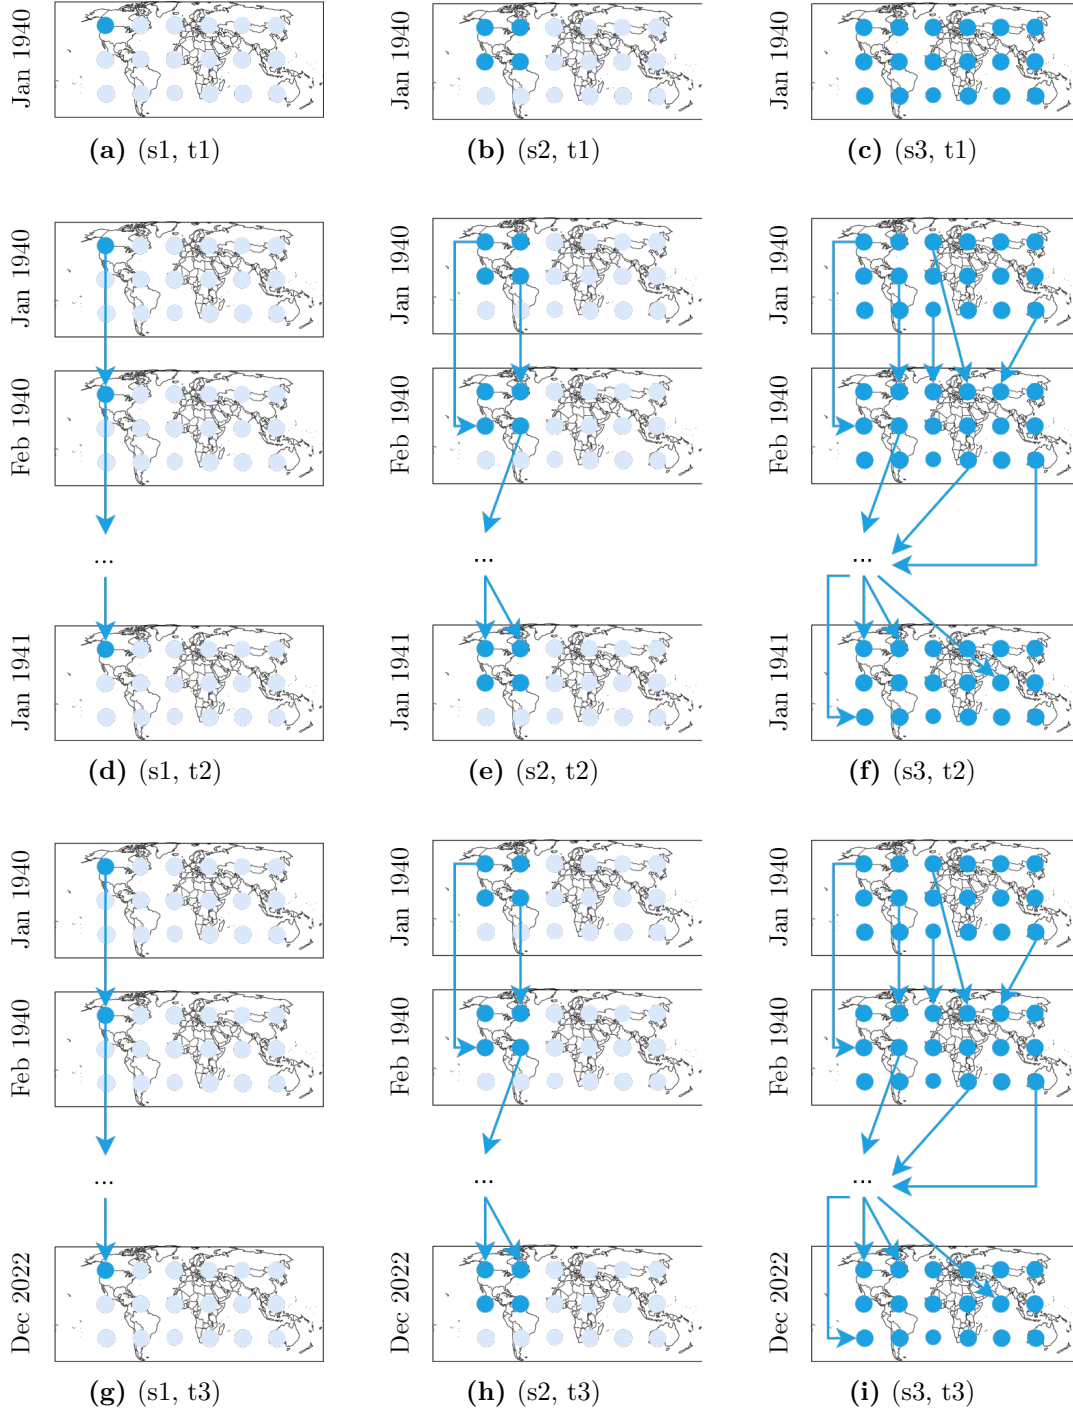 Jan 1940
Jan 1940
Jan 1940
(a) (s1, t1)
(b) (s2, t1)
(c) (s3, t1)
Jan 1940
Jan 1940
Jan 1940
Feb 1940
Feb 1940
Feb 1940
...
...
...
Jan 1941
Jan 1941
Jan 1941
(d) (s1, t2)
(e) (s2, t2)
(f) (s3, t2)
Jan 1940
Jan 1940
Jan 1940
Feb 1940
Feb 1940
Feb 1940
...
...
...
Dec 2022
Dec 2022
Dec 2022
(g) (s1, t3)
(h) (s2, t3)
(i) (s3, t3)